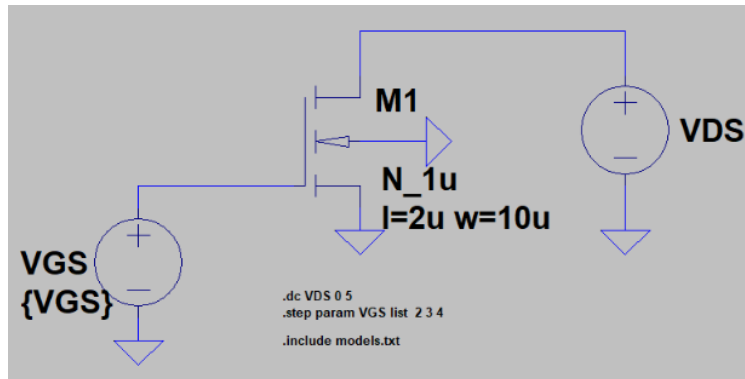 M1
VDS
N_1u
l=2u w=10u
VGS
{VGS}
.dc VDS 0 5
.step param VGS list 2 3 4
.include models.txt